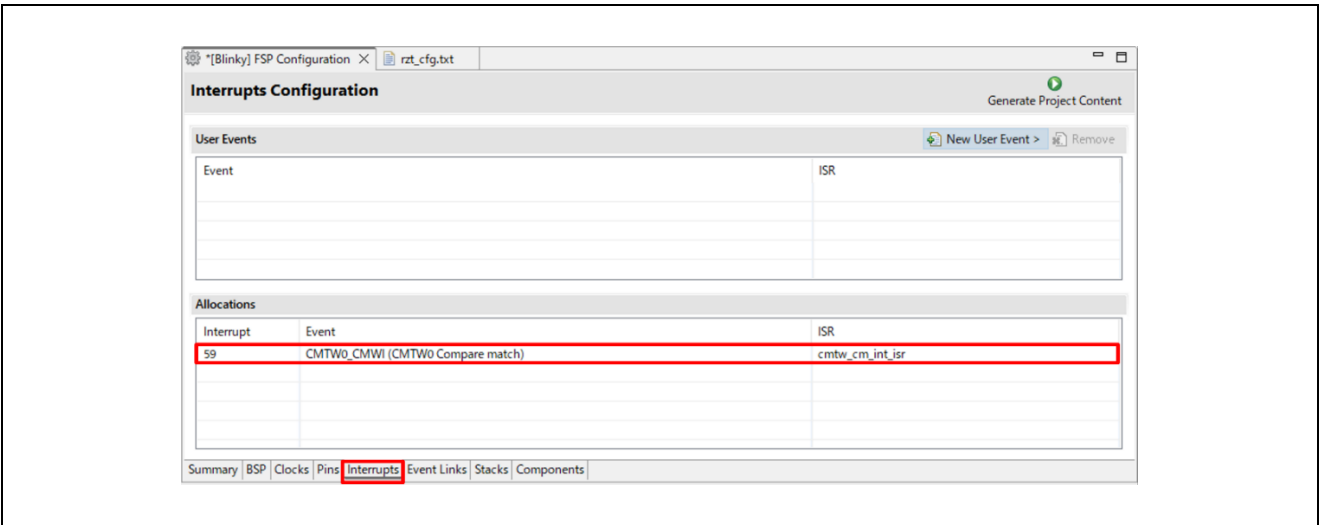 *[Blinky] FSP Configuration rzt_cfg.txt
Interrupts Configuration
Generate Project Content
User Events New User Event > Remove
Event ISR
Allocations
Interrupt Event ISR
59 CMTW0_CMWI (CMTW0 Compare match) cmtw_cm_int_isr
Summary BSP Clocks Pins Interrupts Event Links Stacks Components